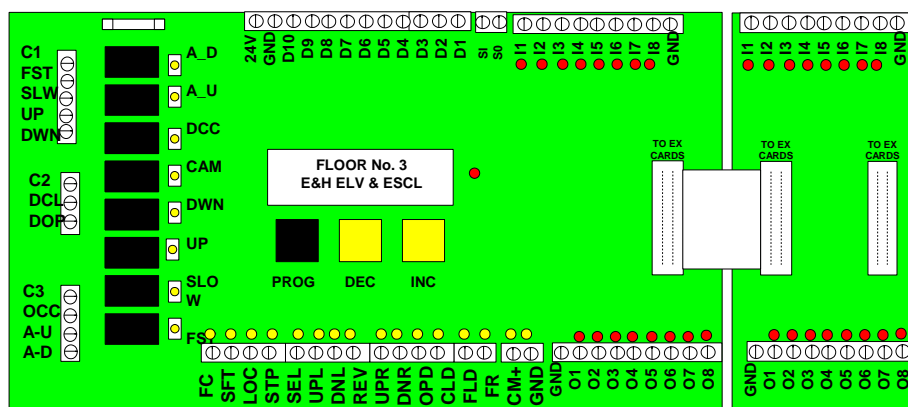 24V GND D10 D9 D8 D7 D6 D5 D4 D3 D2 D1 SI S0 I1 I2 I3 I4 I5 I6 I7 I8 GND
I1 I2 I3 I4 I5 I6 I7 I8 GND
C1
FST
SLW
UP
DWN
C2
DCL
DOP
C3
OCC
A-U
A-D
A_D
A_U
DCC
CAM
DWN
UP
SLO
W
FST
FLOOR No. 3
E&H ELV & ESCL
PROG DEC INC
TO EX
CARDS
TO EX
CARDS
TO EX
CARDS
FC SFT LOC STP SEL UPL DNL REV UPR DNR OPD CLD FLD FR CM+ GND
GND O1 O2 O3 O4 O5 O6 O7 O8
GND O1 O2 O3 O4 O5 O6 O7 O8